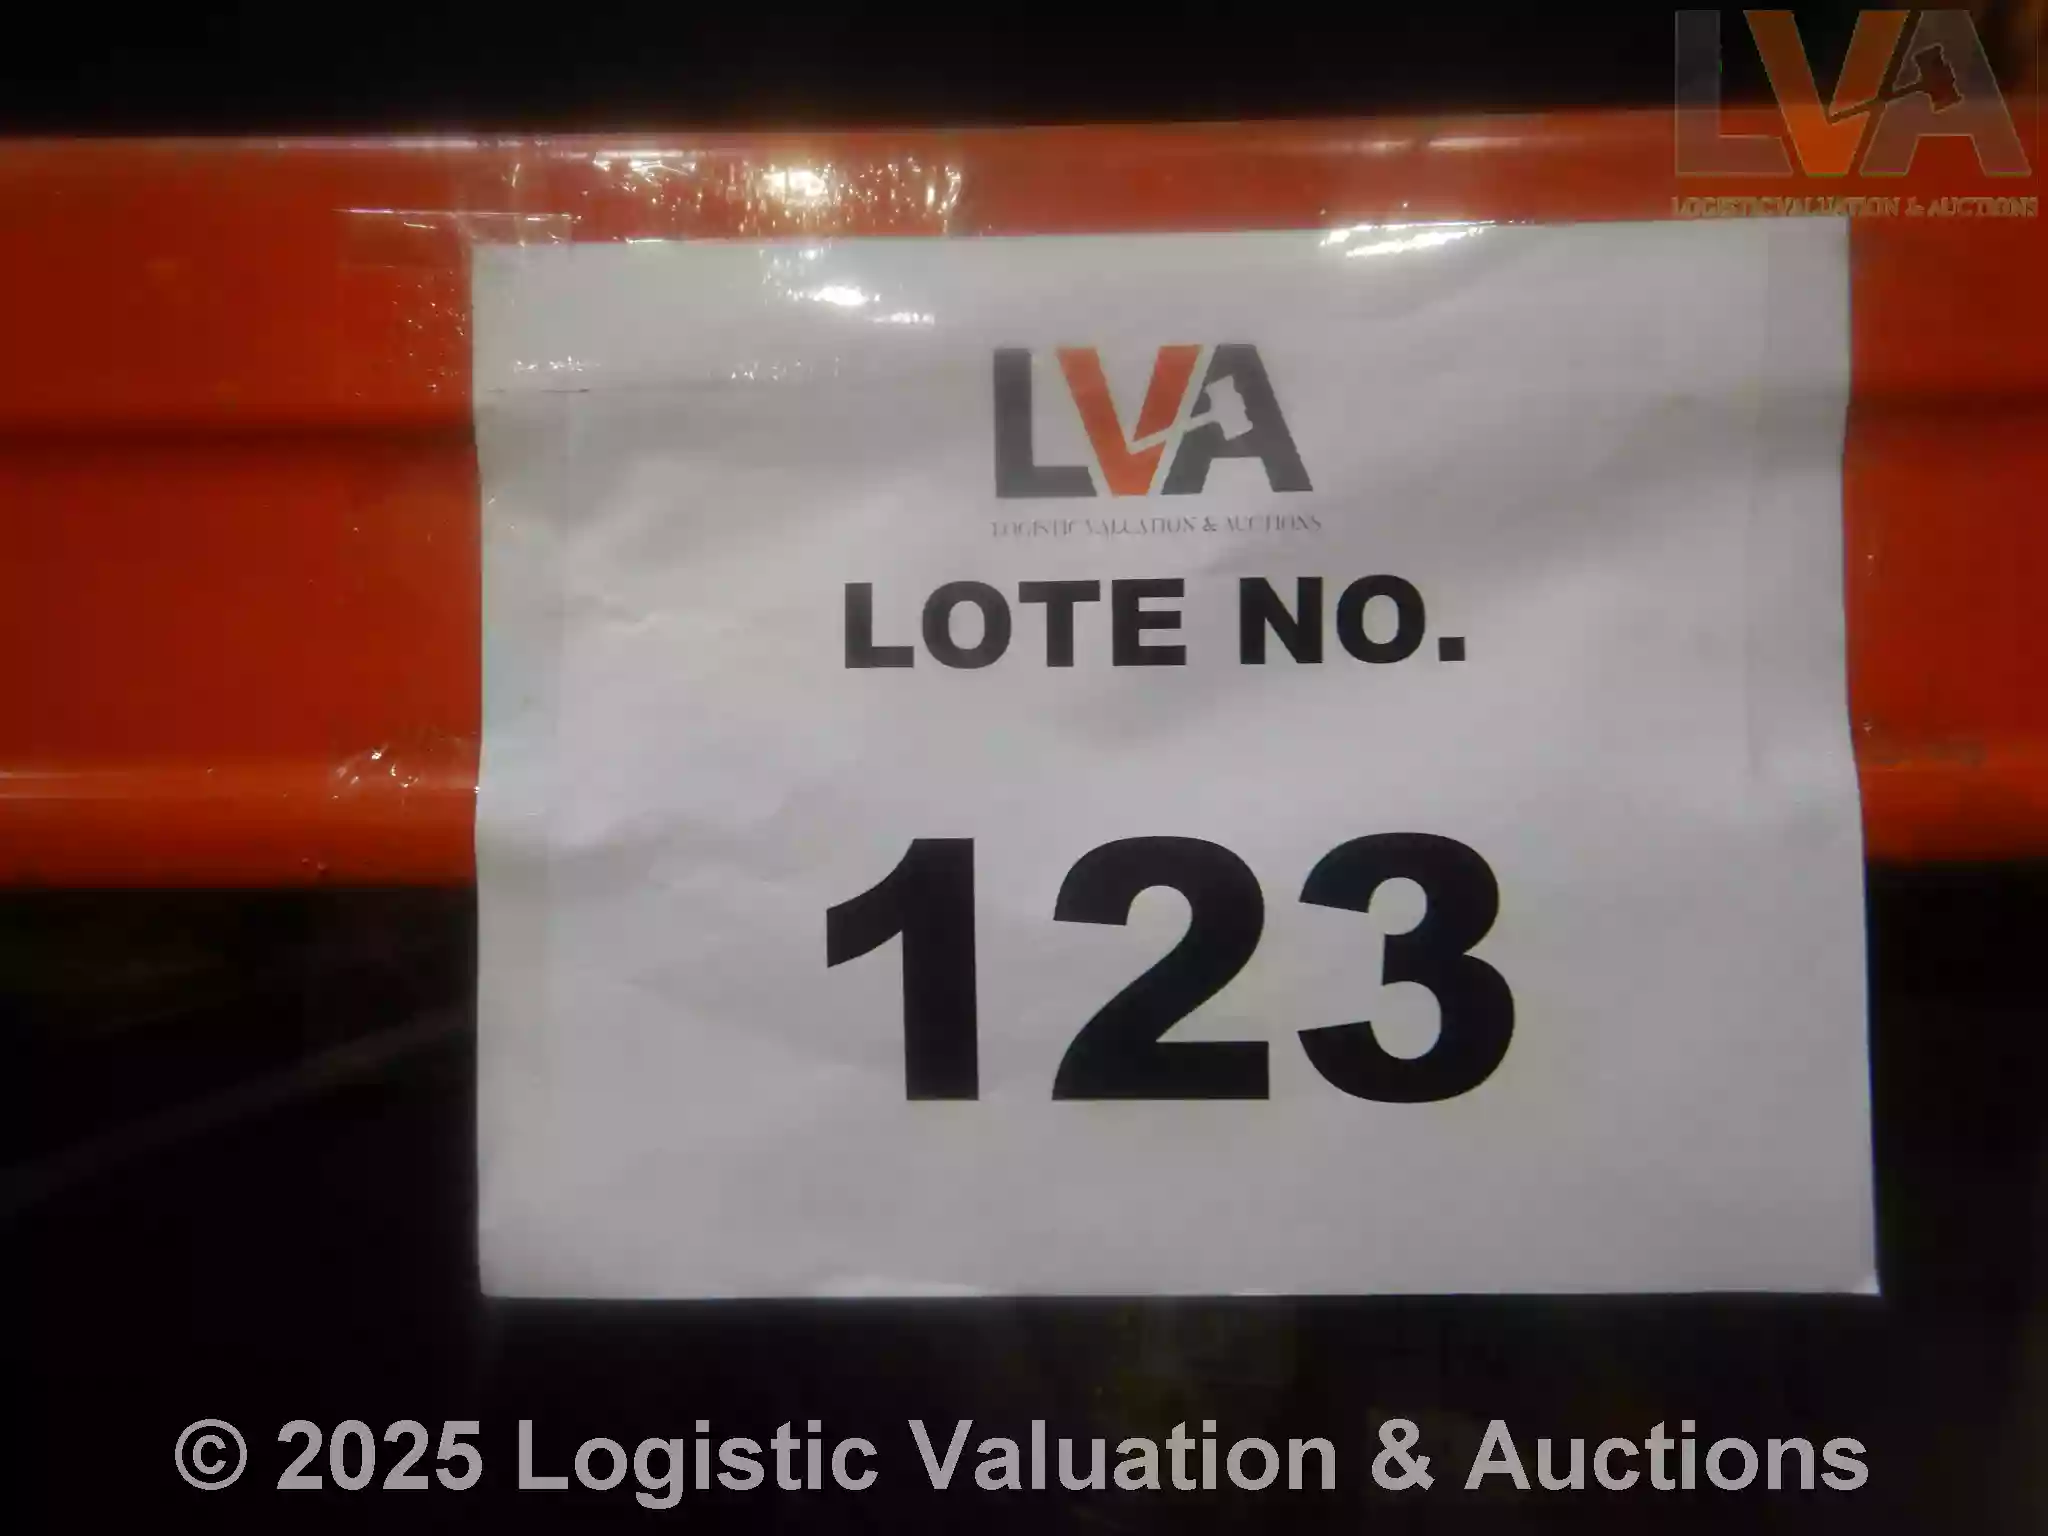 LVA
LOGISTIC VALUATION & AUCTIONS
LVA
LOGISTIC VALUATION & AUCTIONS
LOTE NO.
123
© 2025 Logistic Valuation & Auctions